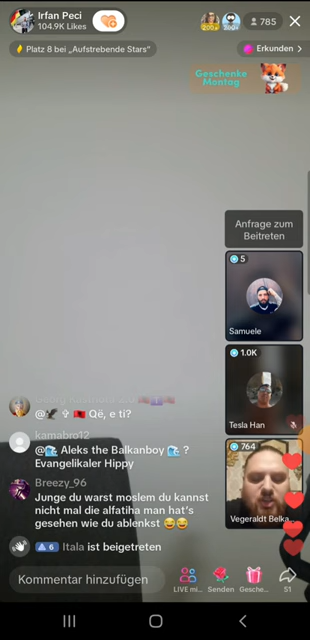 Irfan Peci
104.9K Likes
785
Platz 8 bei „Aufstrebende Stars“
Erkunden >
Geschenke
Montag
Anfrage zum
Beitreten
5
Samuele
1.0K
Tesla Han
764
Vegeraldt Belka...
@🦅 ✞ 🇦🇱 Që, e ti?
kamabro12
@🌊 Aleks the Balkanboy 🌊 ?
Evangelikaler Hippy
Breezy_96
Junge du warst moslem du kannst
nicht mal die alfatiha man hat's
gesehen wie du ablenkst 😂😂
6 Itala ist beigetreten
Kommentar hinzufügen
LIVE mi...
Senden
Gesche...
51